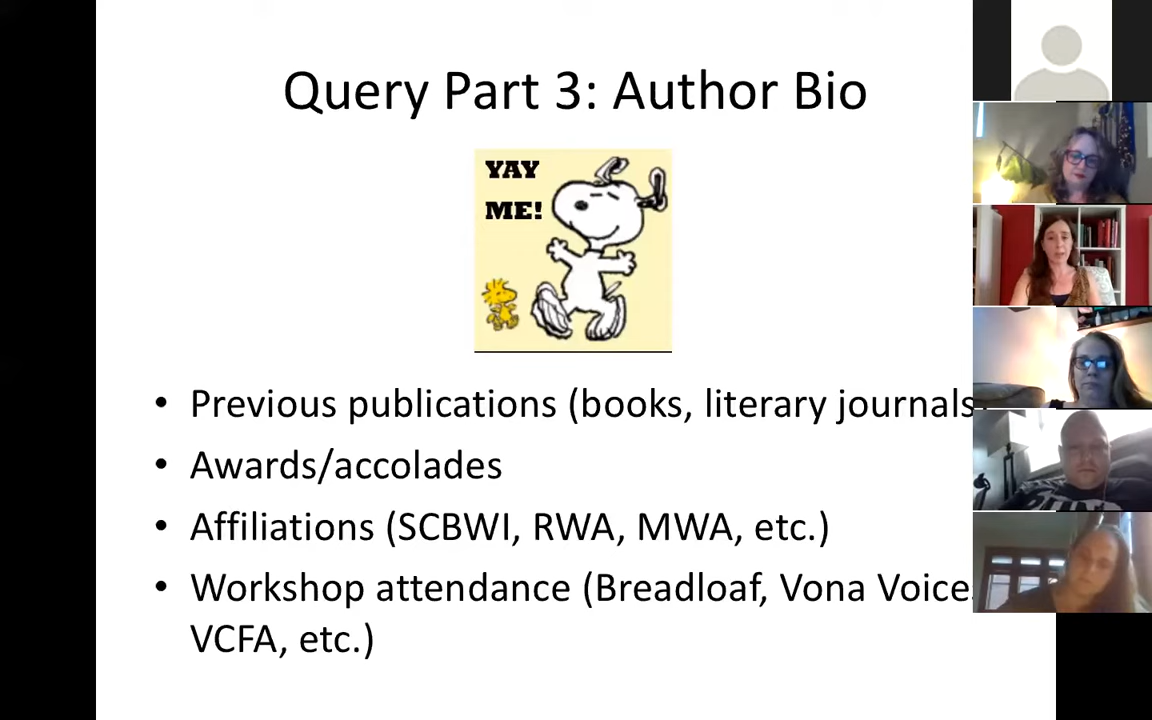 Query Part 3: Author Bio
YAY
ME!
• Previous publications (books, literary journals
• Awards/accolades
• Affiliations (SCBWI, RWA, MWA, etc.)
• Workshop attendance (Breadloaf, Vona Voice
VCFA, etc.)